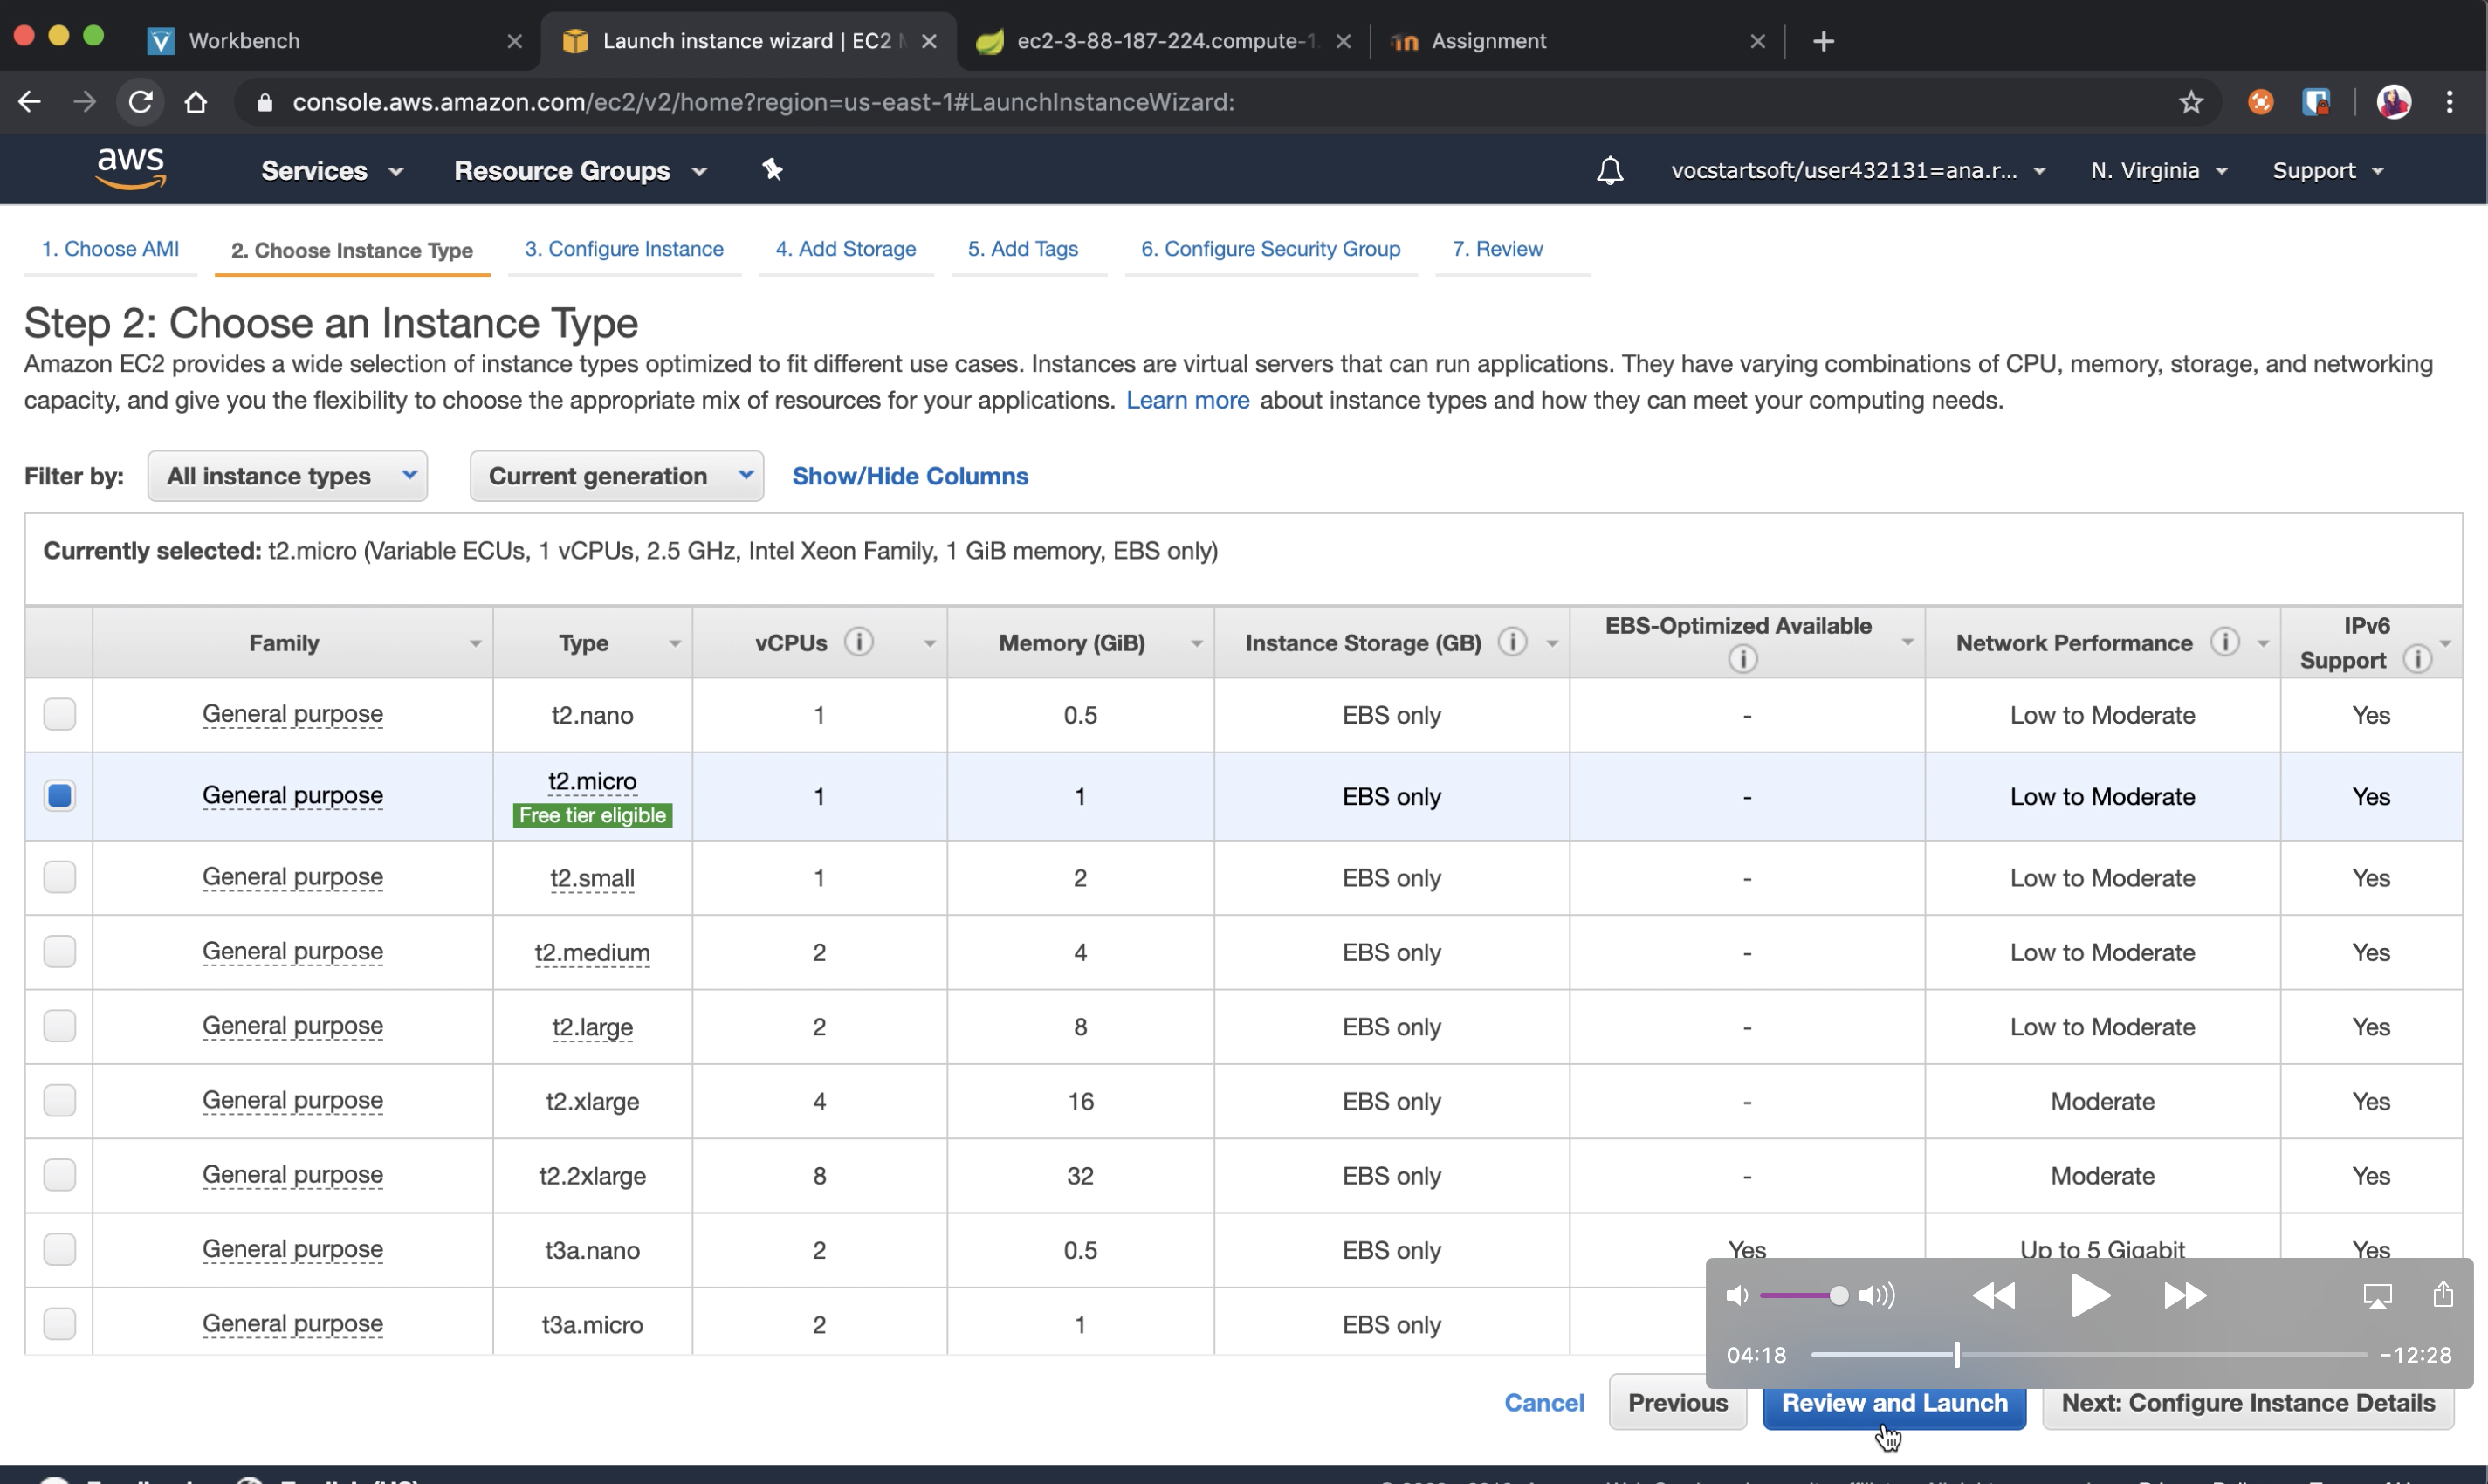 Workbench
Launch instance wizard | EC2
ec2-3-88-187-224.compute-1.
Assignment
console.aws.amazon.com/ec2/v2/home?region=us-east-1#LaunchInstanceWizard:
aws
Services
Resource Groups
vocstartsoft/user432131=ana.r...
N. Virginia
Support
1. Choose AMI
2. Choose Instance Type
3. Configure Instance
4. Add Storage
5. Add Tags
6. Configure Security Group
7. Review
Step 2: Choose an Instance Type
Amazon EC2 provides a wide selection of instance types optimized to fit different use cases. Instances are virtual servers that can run applications. They have varying combinations of CPU, memory, storage, and networking
capacity, and give you the flexibility to choose the appropriate mix of resources for your applications. Learn more about instance types and how they can meet your computing needs.
Filter by: All instance types Current generation Show/Hide Columns
Currently selected: t2.micro (Variable ECUs, 1 vCPUs, 2.5 GHz, Intel Xeon Family, 1 GiB memory, EBS only)
Family Type vCPUs Memory (GiB) Instance Storage (GB) EBS-Optimized Available Network Performance IPv6 Support
General purpose t2.nano 1 0.5 EBS only - Low to Moderate Yes
General purpose t2.micro Free tier eligible 1 1 EBS only - Low to Moderate Yes
General purpose t2.small 1 2 EBS only - Low to Moderate Yes
General purpose t2.medium 2 4 EBS only - Low to Moderate Yes
General purpose t2.large 2 8 EBS only - Low to Moderate Yes
General purpose t2.xlarge 4 16 EBS only - Moderate Yes
General purpose t2.2xlarge 8 32 EBS only - Moderate Yes
General purpose t3a.nano 2 0.5 EBS only Yes Up to 5 Gigabit Yes
General purpose t3a.micro 2 1 EBS only
04:18 -12:28
Cancel Previous Review and Launch Next: Configure Instance Details